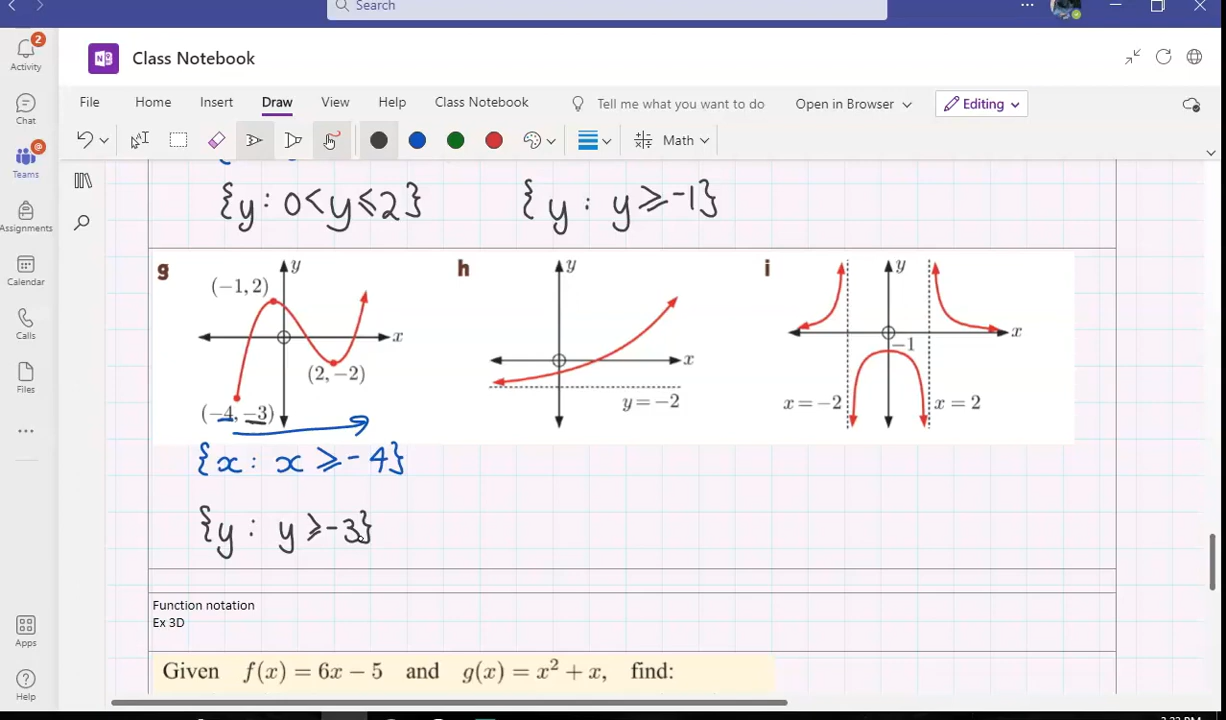 Search
2
Activity
Class Notebook
File Home Insert Draw View Help Class Notebook Tell me what you want to do Open in Browser Editing
Chat
Math
Teams
Assignments
Calendar
Calls
Files
Apps
Help
{y: 0<y⩽2} {y: y⩾-1}
g h i
y y y
(−1, 2)
x x x
−1
(2, −2)
y=−2
x=−2 x=2
(−4, −3)
{x: x⩾-4}
{y: y⩾-3}
Function notation
Ex 3D
Given f(x) = 6x − 5 and g(x) = x² + x, find: